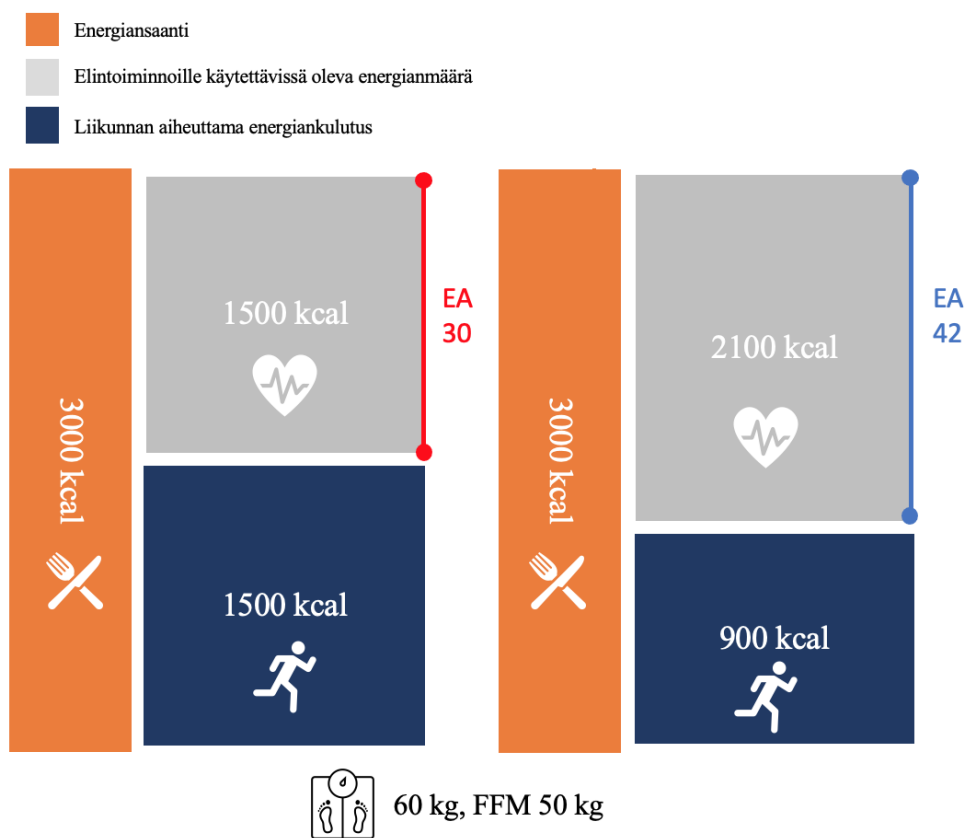 Energiansaanti
Elintoiminnoille käytettävissä oleva energianmäärä
Liikunnan aiheuttama energiankulutus
3000 kcal
1500 kcal
EA
30
1500 kcal
3000 kcal
2100 kcal
EA
42
900 kcal
60 kg, FFM 50 kg